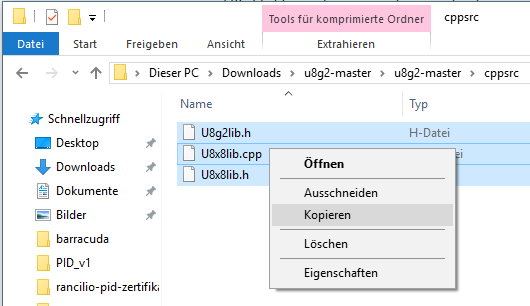 Tools für komprimierte Ordner
cppsrc
Datei
Start
Freigeben
Ansicht
Extrahieren
Dieser PC > Downloads > u8g2-master > u8g2-master > cppsrc
Name
Typ
Schnellzugriff
Desktop
Downloads
Dokumente
Bilder
barracuda
PID_v1
rancilio-pid-zertifika
U8g2lib.h
H-Datei
U8x8lib.cpp
U8x8lib.h
Öffnen
Ausschneiden
Kopieren
Löschen
Eigenschaften